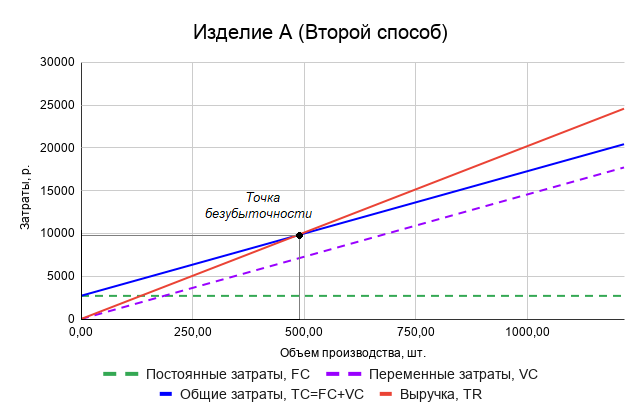 Изделие А (Второй способ)
30000
25000
20000
15000
10000
5000
0
Затраты, р.
Точка
безубыточности
0,00
250,00
500,00
750,00
1000,00
Объем производства, шт.
Постоянные затраты, FC
Переменные затраты, VC
Общие затраты, TC=FC+VC
Выручка, TR